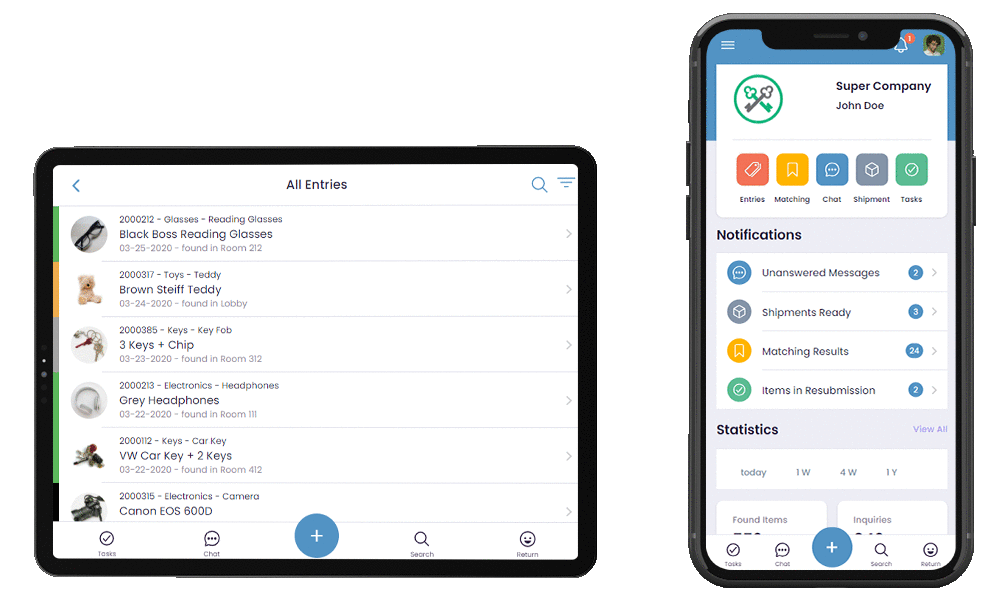 All Entries
2000212 - Glasses - Reading Glasses
Black Boss Reading Glasses
03-25-2020 - found in Room 212
2000317 - Toys - Teddy
Brown Steiff Teddy
03-24-2020 - found in Lobby
2000385 - Keys - Key Fob
3 Keys + Chip
03-23-2020 - found in Room 312
2000213 - Electronics - Headphones
Grey Headphones
03-22-2020 - found in Room 111
2000112 - Keys - Car Key
VW Car Key + 2 Keys
03-22-2020 - found in Room 412
2000315 - Electronics - Camera
Canon EOS 600D
Tasks Chat + Search Return
1
Super Company
John Doe
Entries Matching Chat Shipment Tasks
Notifications
Unanswered Messages 2
Shipments Ready 3
Matching Results 24
Items in Resubmission 2
Statistics View All
today 1 W 4 W 1 Y
Found Items Inquiries
Tasks Chat + Search Return